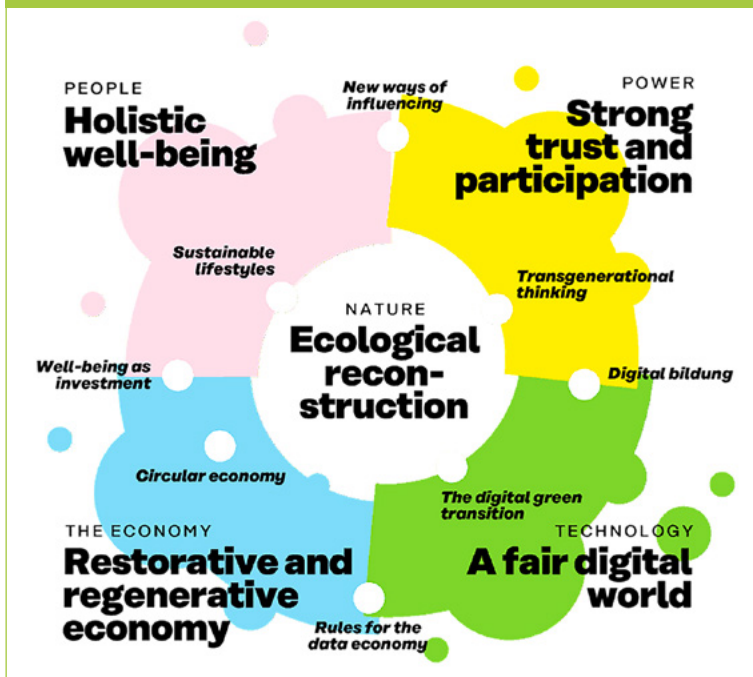 PEOPLE
Holistic
well-being
New ways of
influencing
POWER
Strong
trust and
participation
Sustainable
lifestyles
Transgenerational
thinking
NATURE
Ecological
recon-
struction
Well-being as
investment
Digital bildung
Circular economy
The digital green
transition
THE ECONOMY
Restorative and
regenerative
economy
TECHNOLOGY
A fair digital
world
Rules for the
data economy